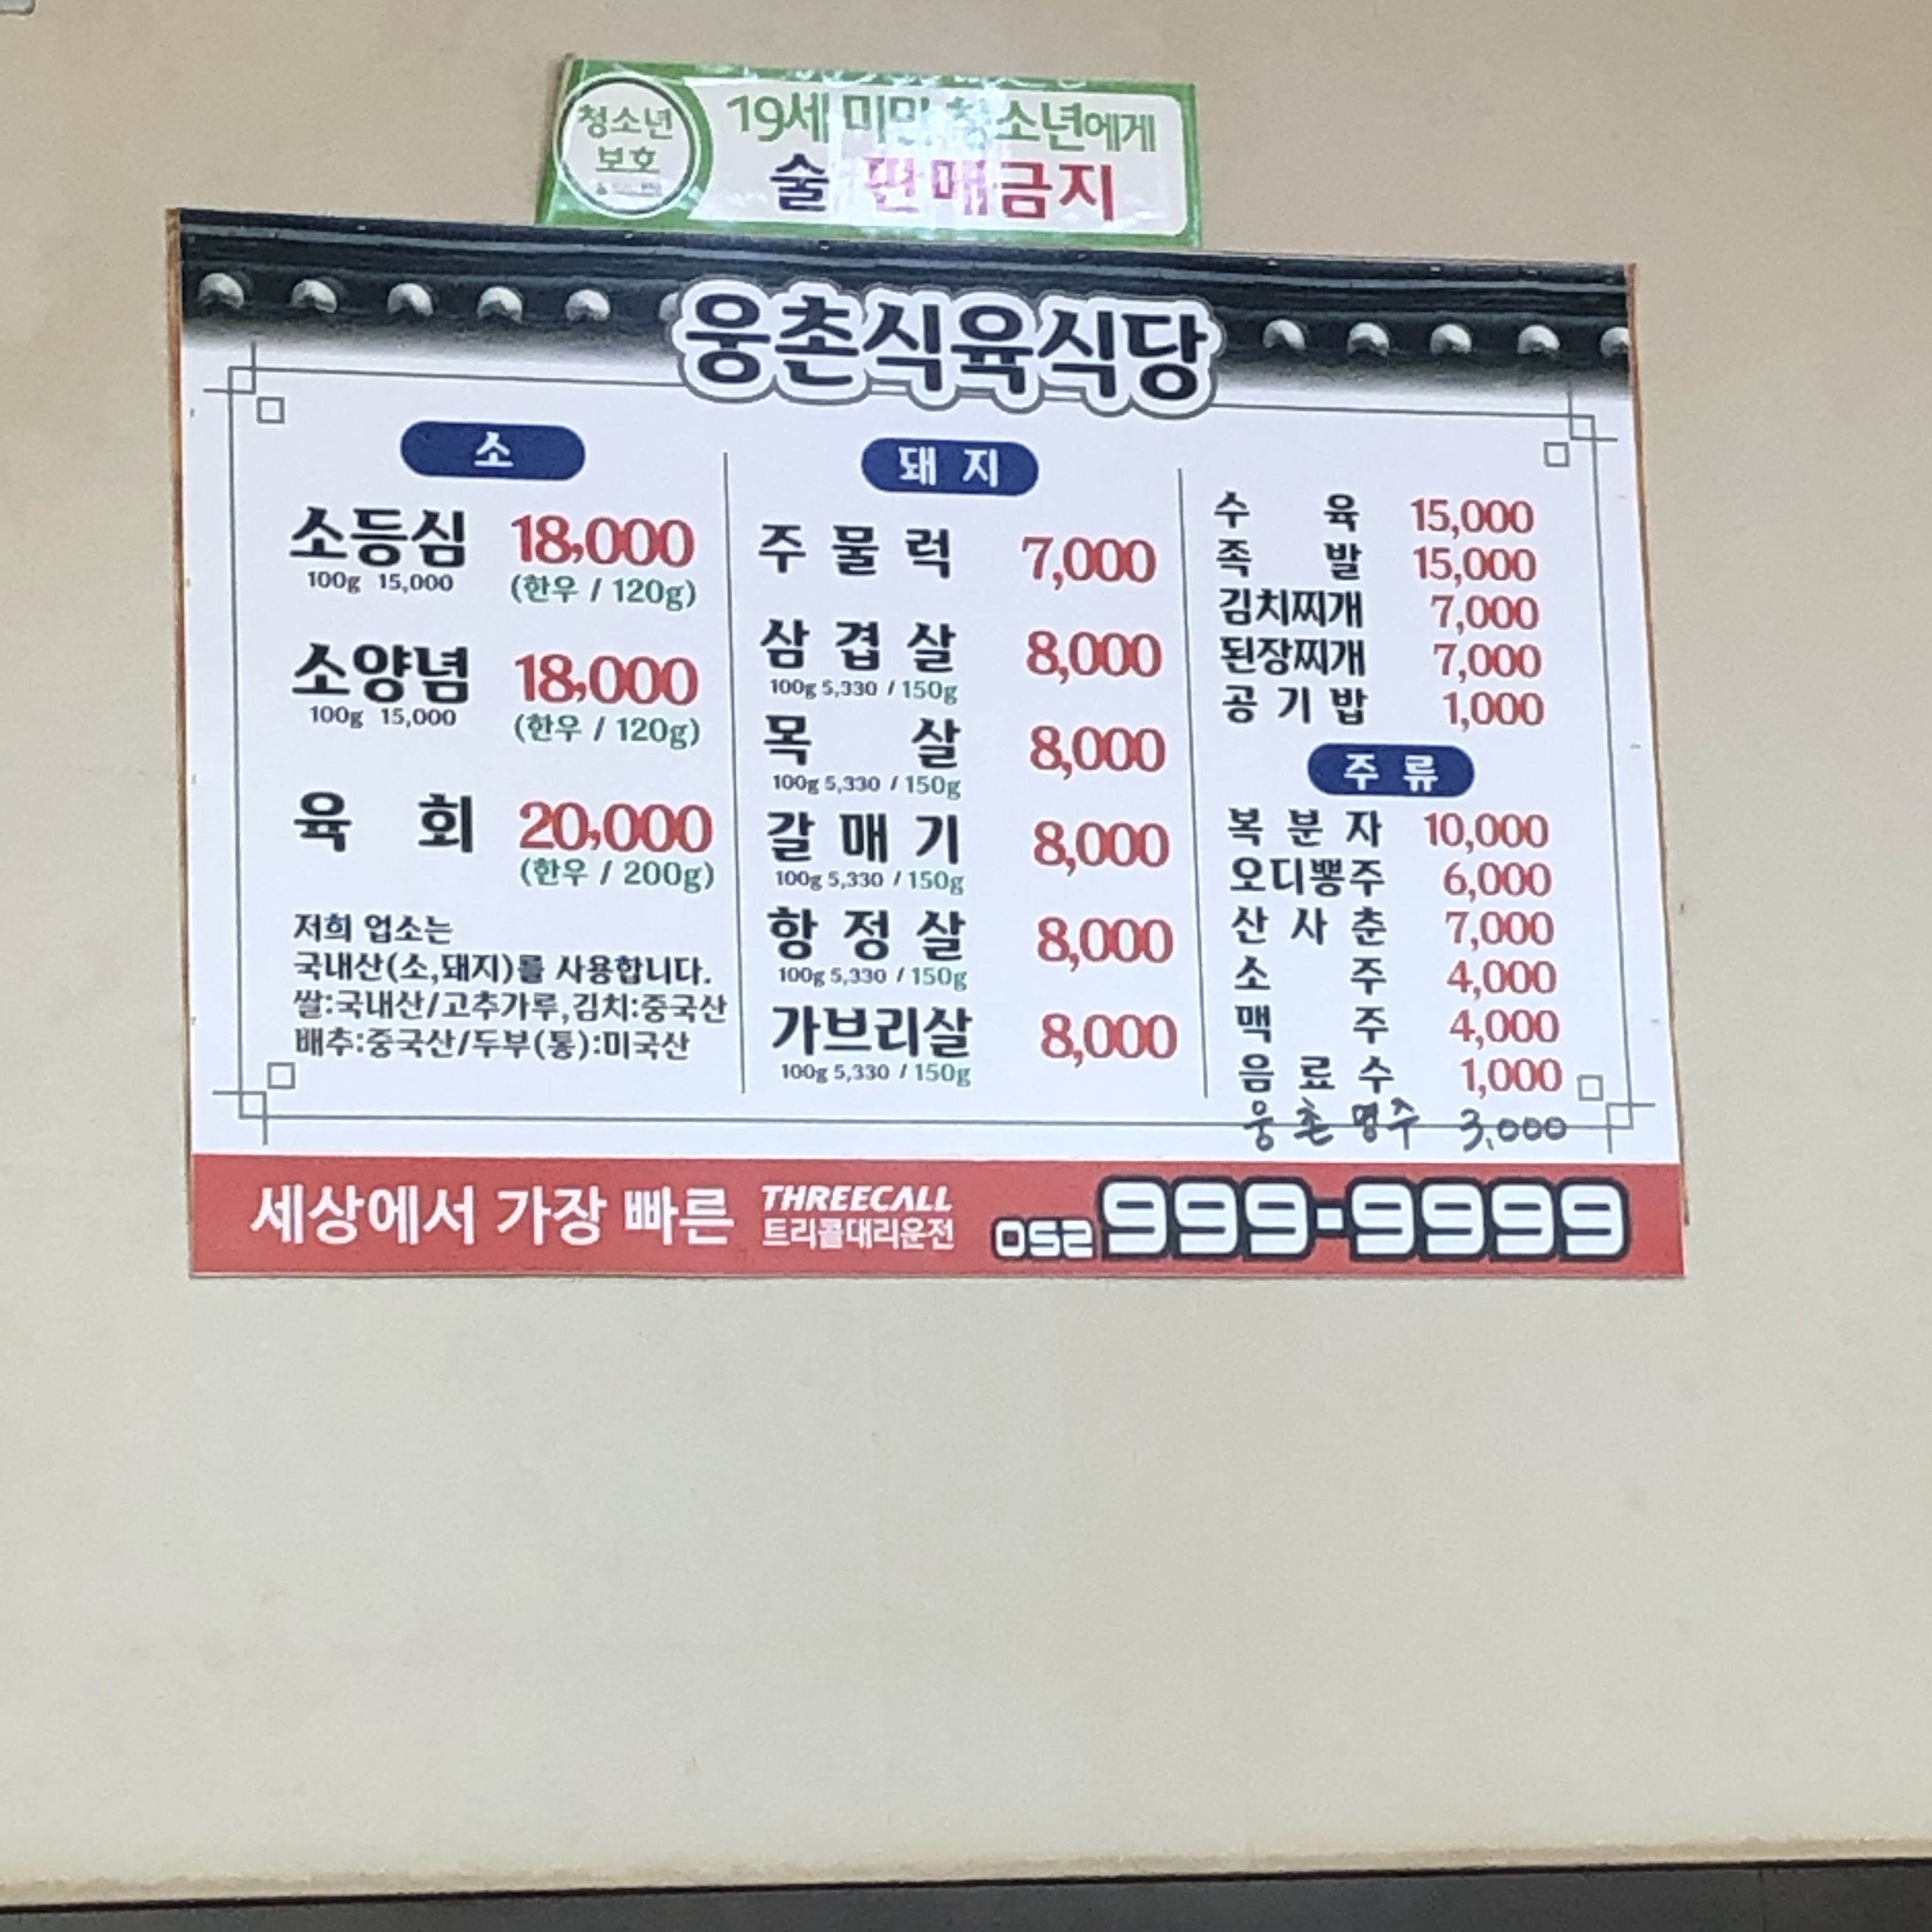 청소년
보호
19세 미만 청소년에게
술 판매금지
웅촌식육식당
소
소등심 18,000
100g 15,000 (한우 / 120g)
소양념 18,000
100g 15,000 (한우 / 120g)
육 회 20,000
(한우 / 200g)
저희 업소는
국내산(소,돼지)를 사용합니다.
쌀:국내산/고추가루,김치:중국산
배추:중국산/두부(통):미국산
돼 지
주 물 럭 7,000
삼 겹 살 8,000
100g 5,330 / 150g
목 살 8,000
100g 5,330 / 150g
갈 매 기 8,000
100g 5,330 / 150g
항 정 살 8,000
100g 5,330 / 150g
가브리살 8,000
100g 5,330 / 150g
수 육 15,000
족 발 15,000
김치찌개 7,000
된장찌개 7,000
공 기 밥 1,000
주 류
복 분 자 10,000
오디뽕주 6,000
산 사 춘 7,000
소 주 4,000
맥 주 4,000
음 료 수 1,000
웅 촌 명주 3,000
세상에서 가장 빠른 THREECALL
트리콜대리운전 052 999-9999